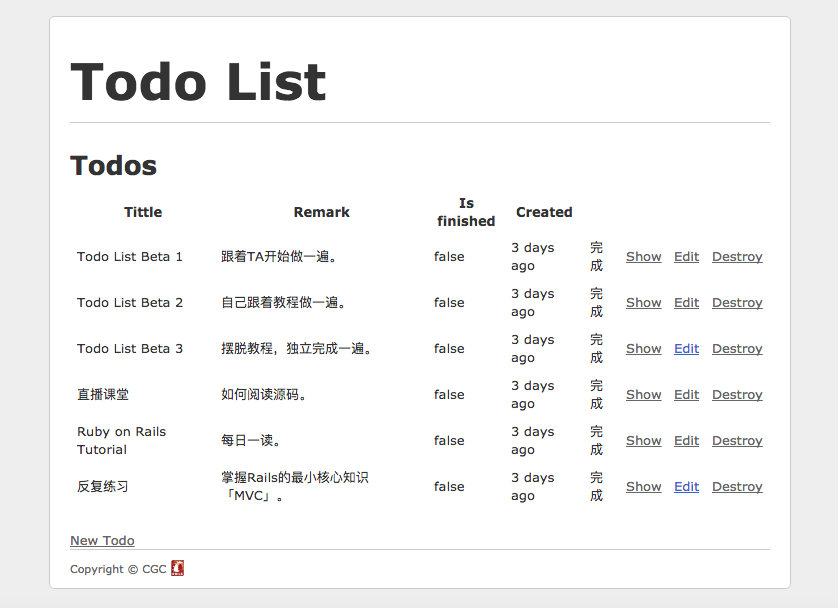 Todo List
Todos
Tittle Remark Is finished Created
Todo List Beta 1 跟着TA开始做一遍。 false 3 days ago 完成 Show Edit Destroy
Todo List Beta 2 自己跟着教程做一遍。 false 3 days ago 完成 Show Edit Destroy
Todo List Beta 3 摆脱教程，独立完成一遍。 false 3 days ago 完成 Show Edit Destroy
直播课堂 如何阅读源码。 false 3 days ago 完成 Show Edit Destroy
Ruby on Rails Tutorial 每日一读。 false 3 days ago 完成 Show Edit Destroy
反复练习 掌握Rails的最小核心知识「MVC」。 false 3 days ago 完成 Show Edit Destroy
New Todo
Copyright © CGC